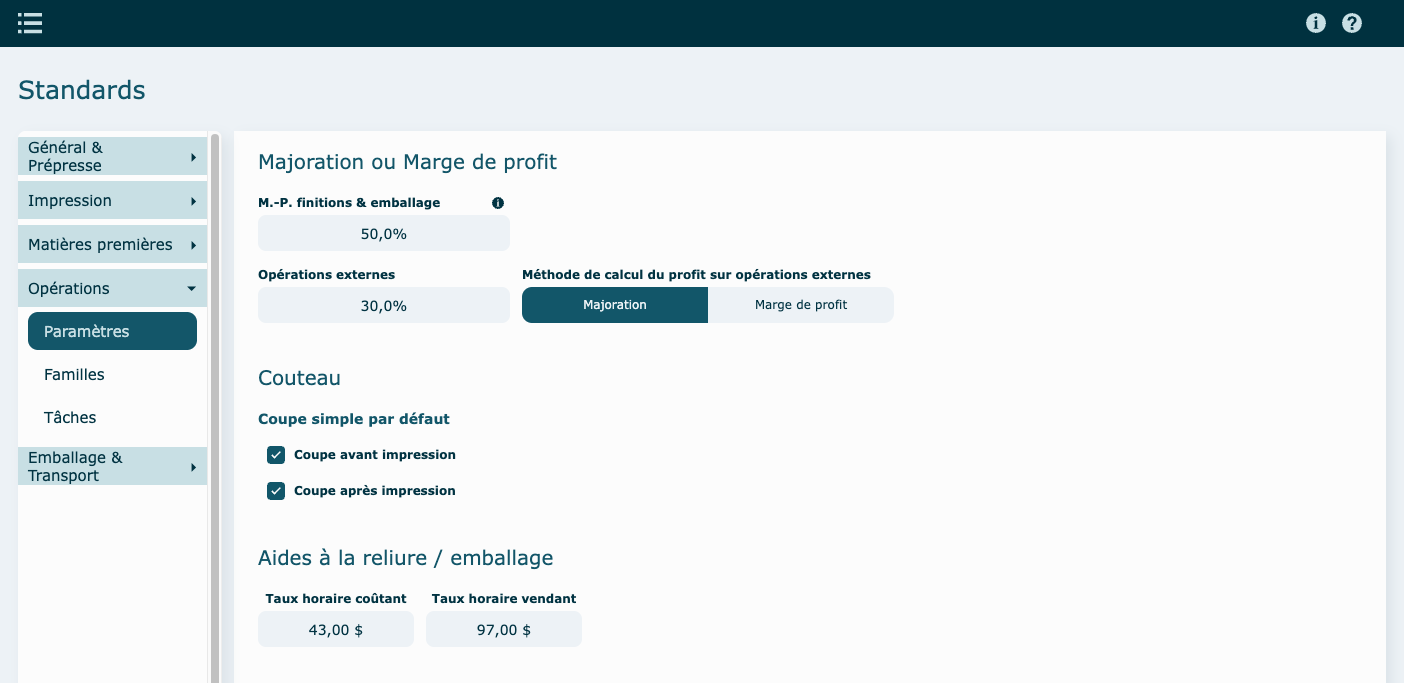 Standards
Général &
Prépresse
Impression
Matières premières
Opérations
Paramètres
Familles
Tâches
Emballage &
Transport
Majoration ou Marge de profit
M.-P. finitions & emballage
50,0%
Opérations externes
Méthode de calcul du profit sur opérations externes
30,0%
Majoration
Marge de profit
Couteau
Coupe simple par défaut
Coupe avant impression
Coupe après impression
Aides à la reliure / emballage
Taux horaire coûtant
Taux horaire vendant
43,00 $
97,00 $